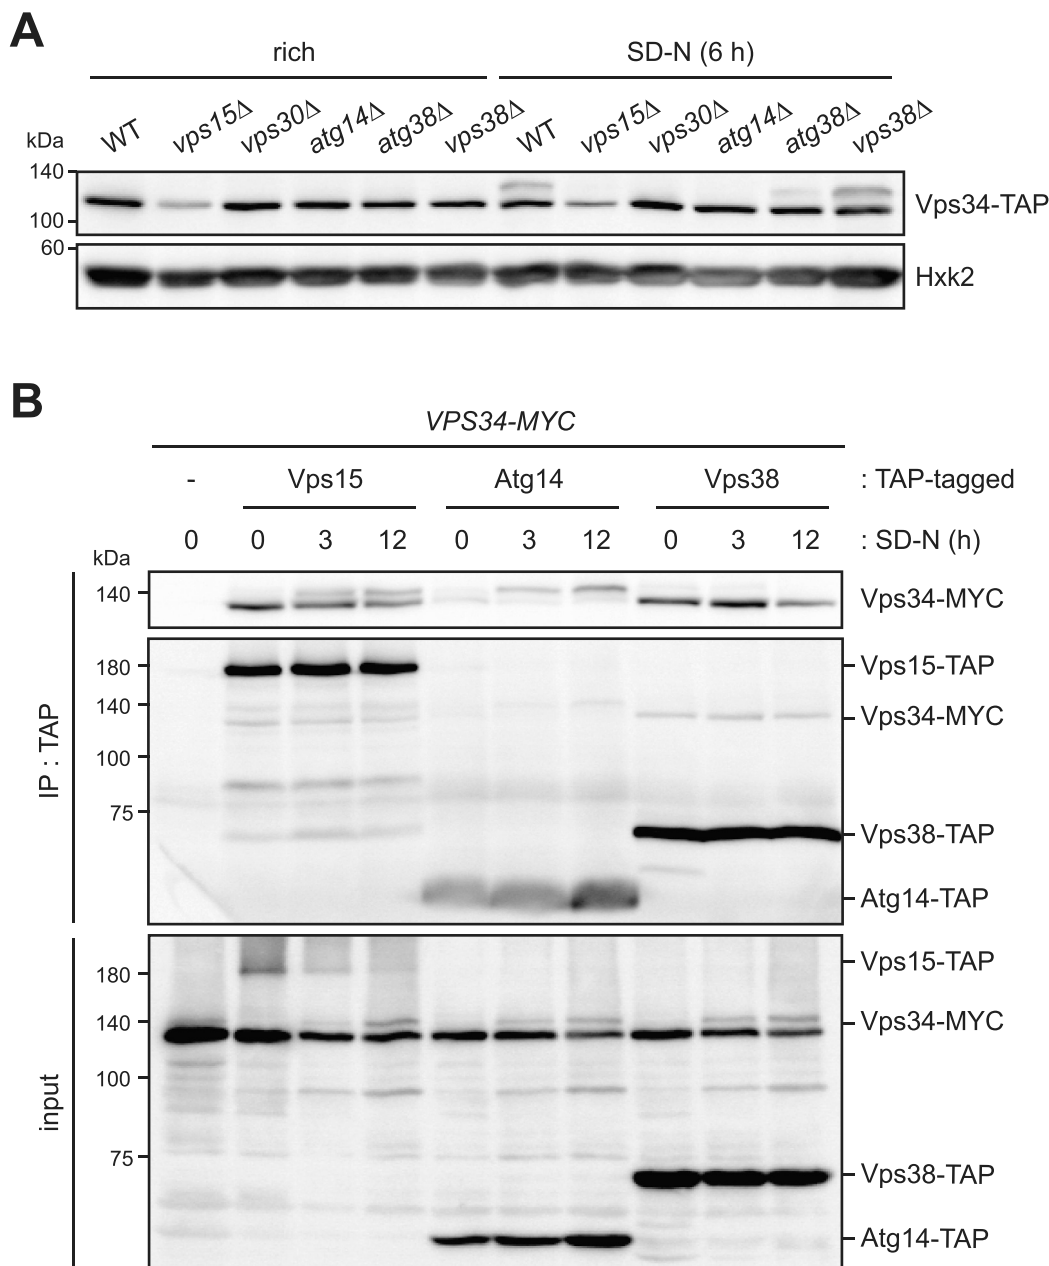 A
rich SD-N (6 h)
kDa WT vps15Δ vps30Δ atg14Δ atg38Δ vps38Δ WT vps15Δ vps30Δ atg14Δ atg38Δ vps38Δ
140
100
Vps34-TAP
60
Hxk2
B
VPS34-MYC
- Vps15 Atg14 Vps38 : TAP-tagged
0 0 3 12 0 3 12 0 3 12 : SD-N (h)
kDa
IP : TAP
140 Vps34-MYC
180 Vps15-TAP
140 Vps34-MYC
100
75
Vps38-TAP
Atg14-TAP
input
Vps15-TAP
180
140 Vps34-MYC
100
75
Vps38-TAP
Atg14-TAP